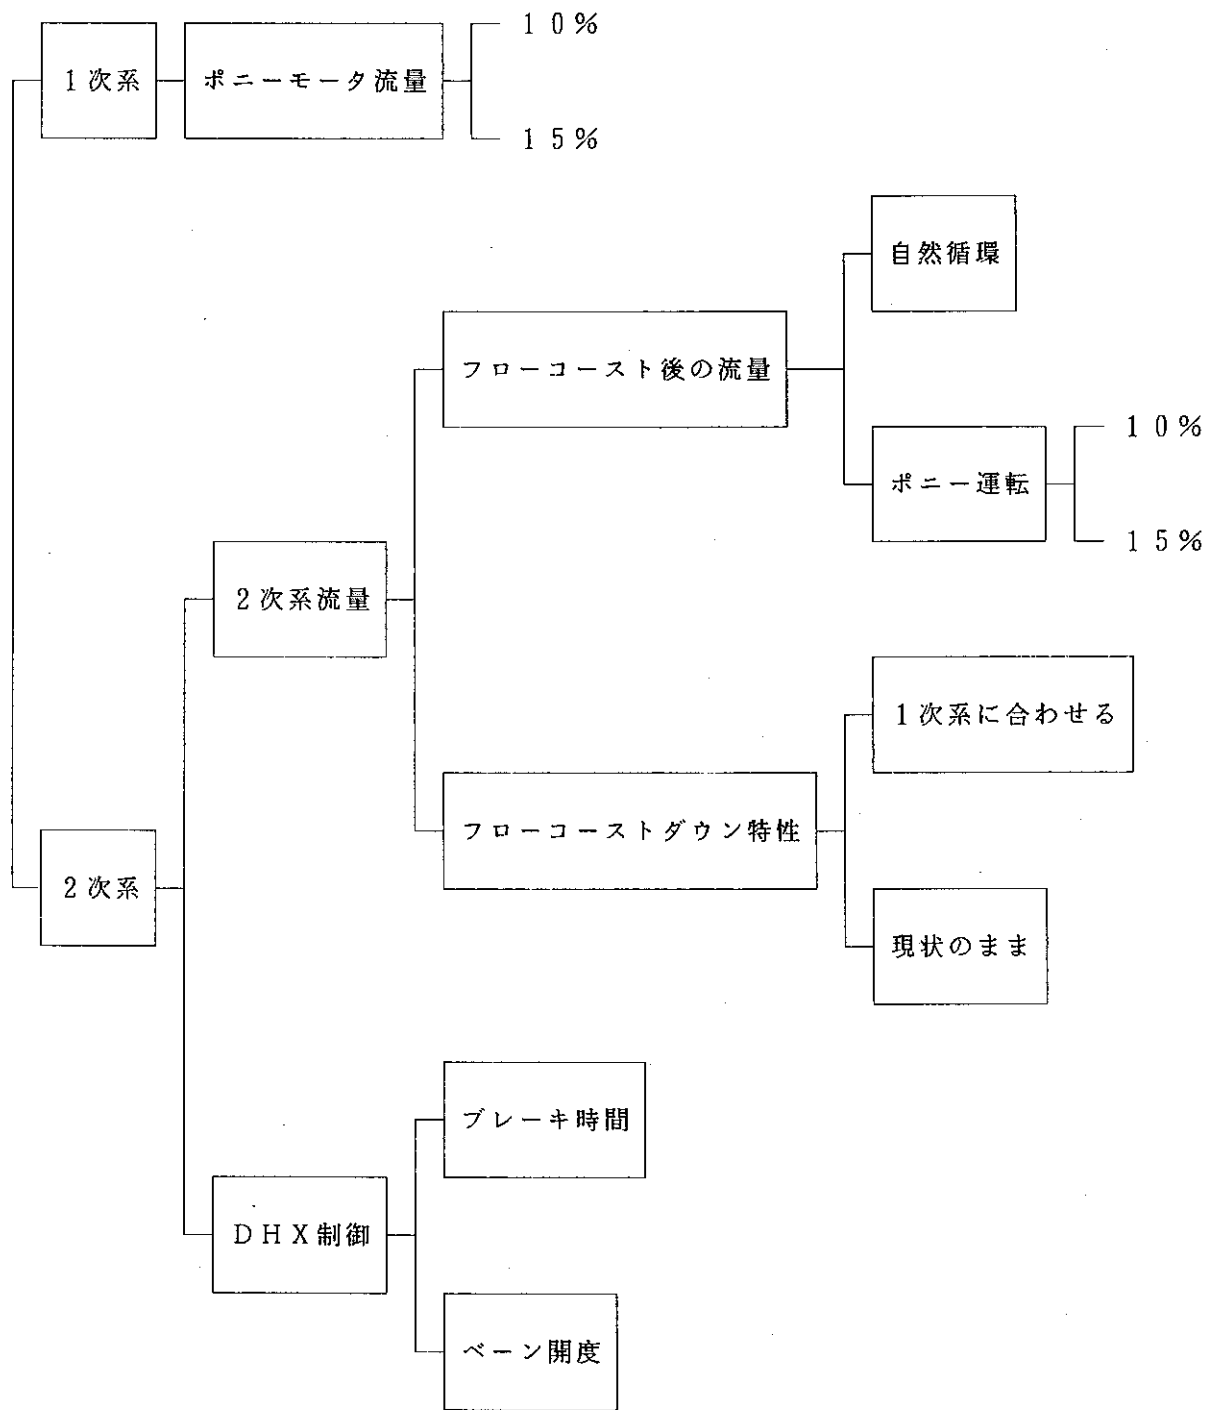 10%
1次系
ポニーモータ流量
15%
自然循環
フローコースト後の流量
10%
ポニー運転
15%
2次系流量
1次系に合わせる
フローコーストダウン特性
2次系
現状のまま
ブレーキ時間
DHX制御
ベーン開度